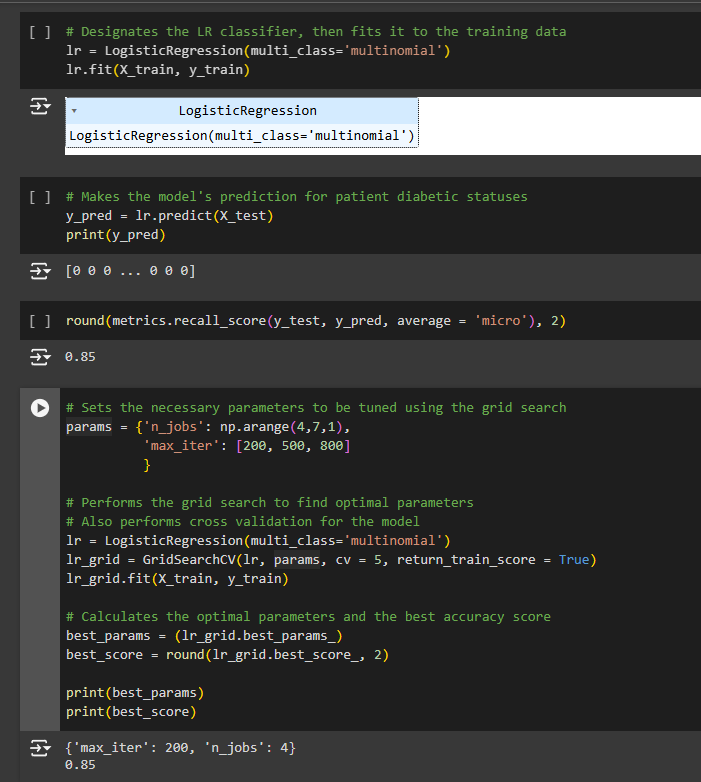 [ ] # Designates the LR classifier, then fits it to the training data
lr = LogisticRegression(multi_class='multinomial')
lr.fit(X_train, y_train)
LogisticRegression
LogisticRegression(multi_class='multinomial')
[ ] # Makes the model's prediction for patient diabetic statuses
y_pred = lr.predict(X_test)
print(y_pred)
[0 0 0 ... 0 0 0]
[ ] round(metrics.recall_score(y_test, y_pred, average = 'micro'), 2)
0.85
# Sets the necessary parameters to be tuned using the grid search
params = {'n_jobs': np.arange(4,7,1),
'max_iter': [200, 500, 800]
}
# Performs the grid search to find optimal parameters
# Also performs cross validation for the model
lr = LogisticRegression(multi_class='multinomial')
lr_grid = GridSearchCV(lr, params, cv = 5, return_train_score = True)
lr_grid.fit(X_train, y_train)
# Calculates the optimal parameters and the best accuracy score
best_params = (lr_grid.best_params_)
best_score = round(lr_grid.best_score_, 2)
print(best_params)
print(best_score)
{'max_iter': 200, 'n_jobs': 4}
0.85